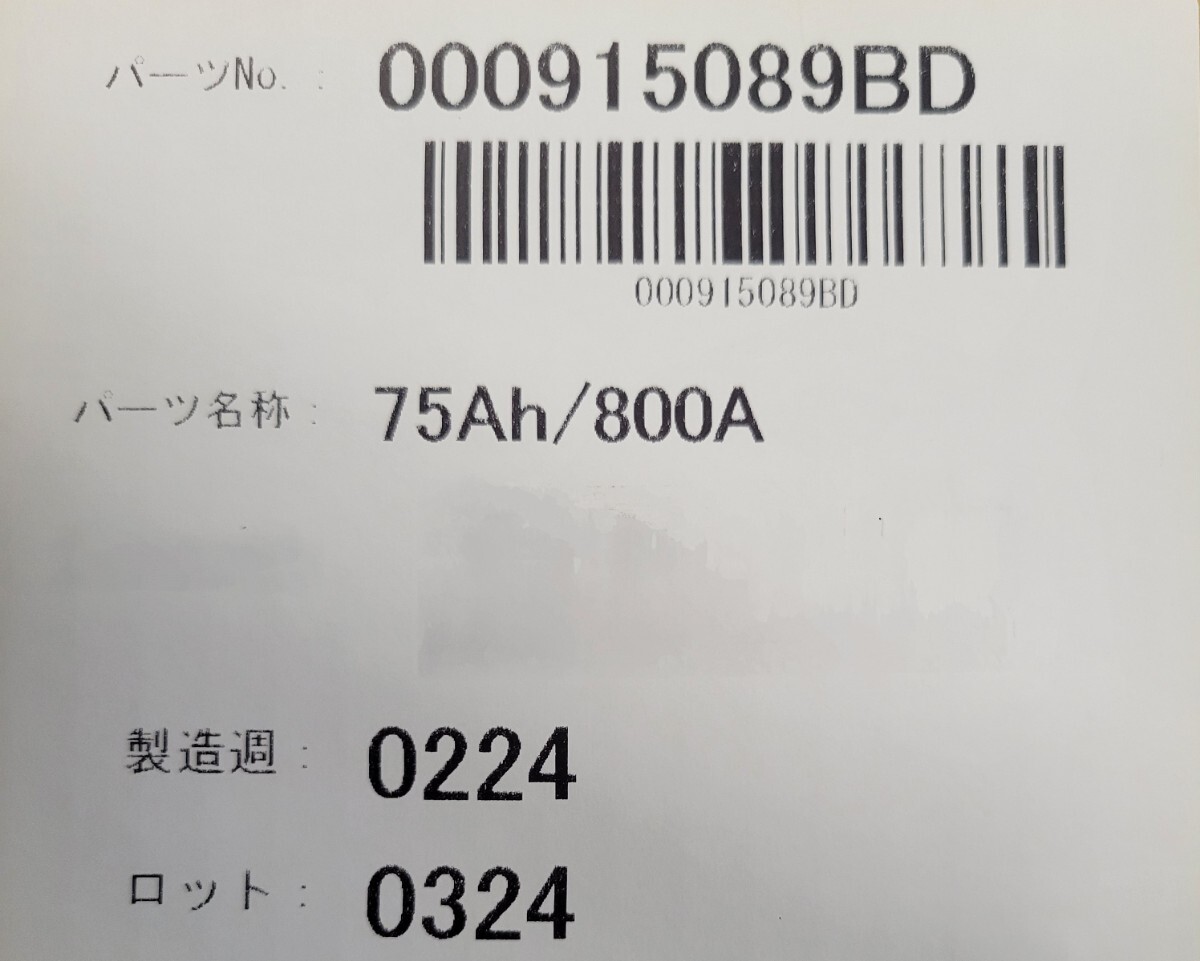 パーツNo. : 000915089BD
000915089BD
パーツ名称 : 75Ah/800A
製造週 : 0224
ロット : 0324